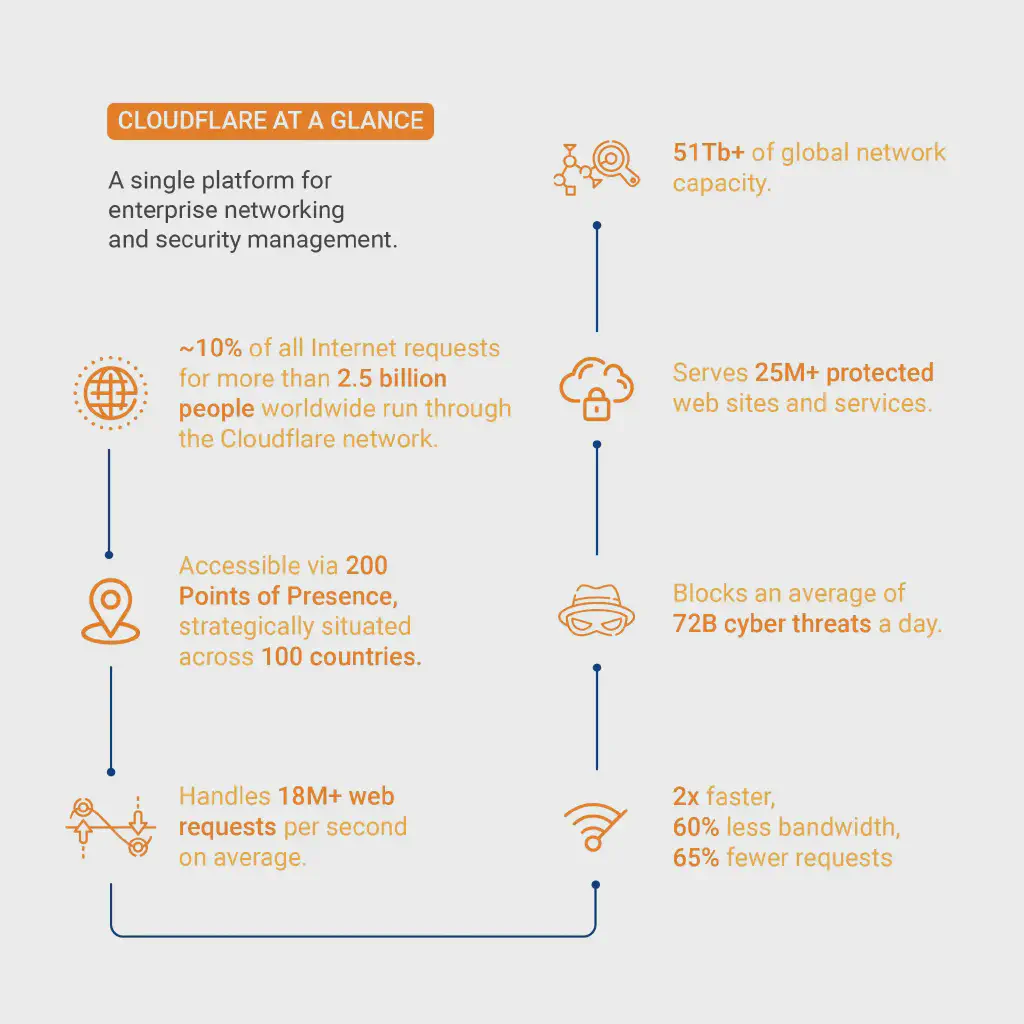 CLOUDFLARE AT A GLANCE
A single platform for
enterprise networking
and security management.
~10% of all Internet requests
for more than 2.5 billion
people worldwide run through
the Cloudflare network.
Accessible via 200
Points of Presence,
strategically situated
across 100 countries.
Handles 18M+ web
requests per second
on average.
2x faster,
60% less bandwidth,
65% fewer requests
Blocks an average of
72B cyber threats a day.
Serves 25M+ protected
web sites and services.
51Tb+ of global network
capacity.